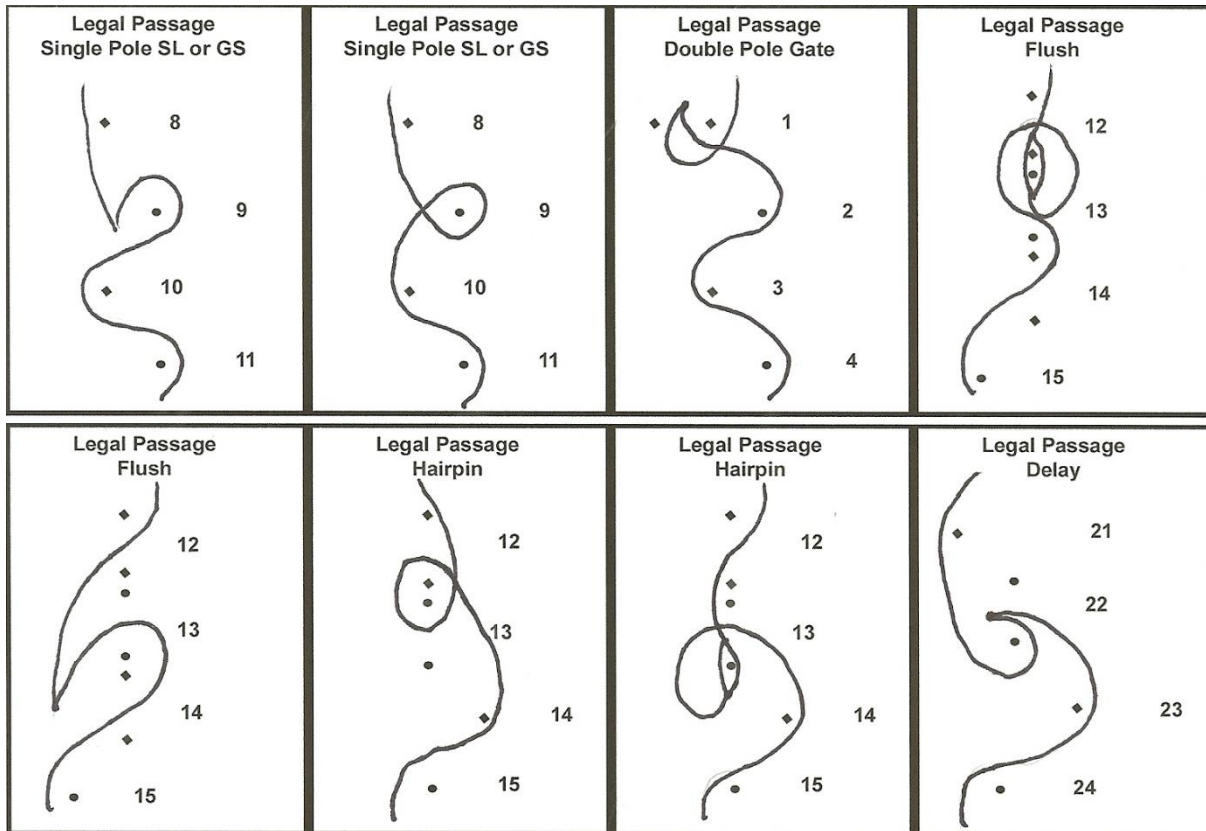 Legal Passage
Single Pole SL or GS
8
9
10
11
Legal Passage
Single Pole SL or GS
8
9
10
11
Legal Passage
Double Pole Gate
1
2
3
4
Legal Passage
Flush
12
13
14
15
Legal Passage
Flush
12
13
14
15
Legal Passage
Hairpin
12
13
14
15
Legal Passage
Hairpin
12
13
14
15
Legal Passage
Delay
21
22
23
24